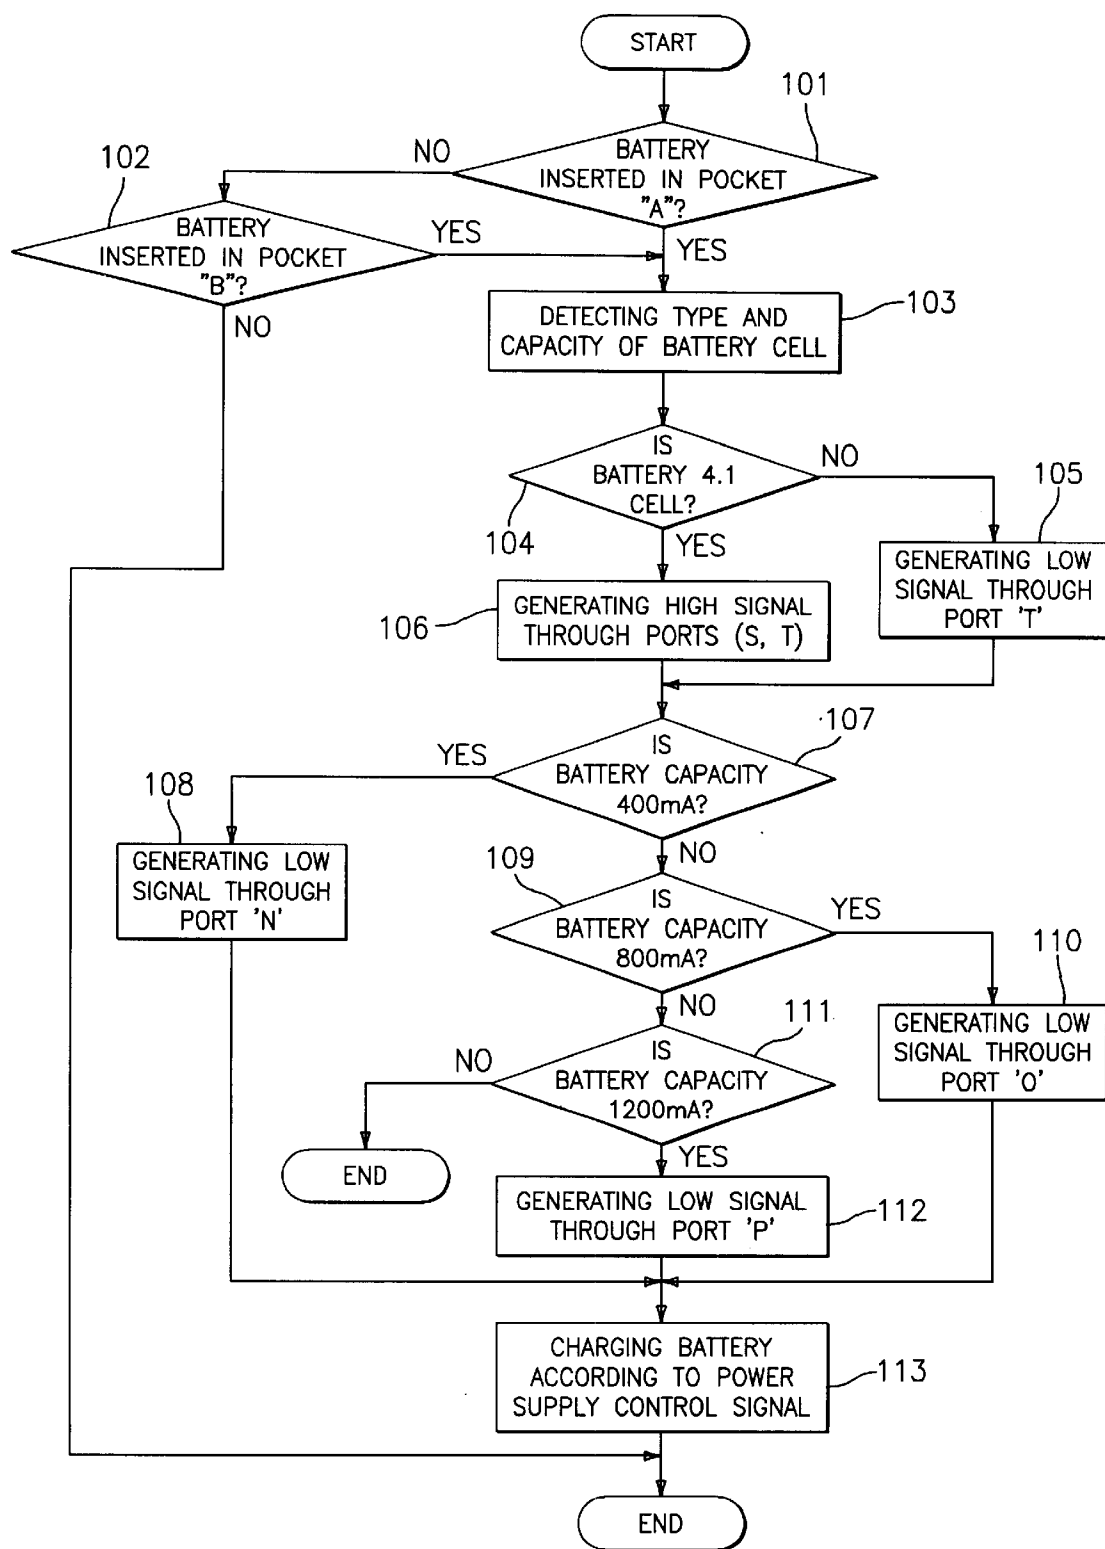 START
101
BATTERY
INSERTED IN POCKET
"A"?
NO
YES
102
BATTERY
INSERTED IN POCKET
"B"?
YES
NO
103
DETECTING TYPE AND
CAPACITY OF BATTERY CELL
IS
BATTERY 4.1
CELL?
104
NO
YES
105
GENERATING LOW
SIGNAL THROUGH
PORT 'T'
106
GENERATING HIGH SIGNAL
THROUGH PORTS (S, T)
107
IS
BATTERY CAPACITY
400mA?
YES
NO
108
GENERATING LOW
SIGNAL THROUGH
PORT 'N'
109
IS
BATTERY CAPACITY
800mA?
YES
NO
110
GENERATING LOW
SIGNAL THROUGH
PORT 'O'
111
IS
BATTERY CAPACITY
1200mA?
NO
YES
END
GENERATING LOW SIGNAL
THROUGH PORT 'P'
112
CHARGING BATTERY
ACCORDING TO POWER
SUPPLY CONTROL SIGNAL
113
END